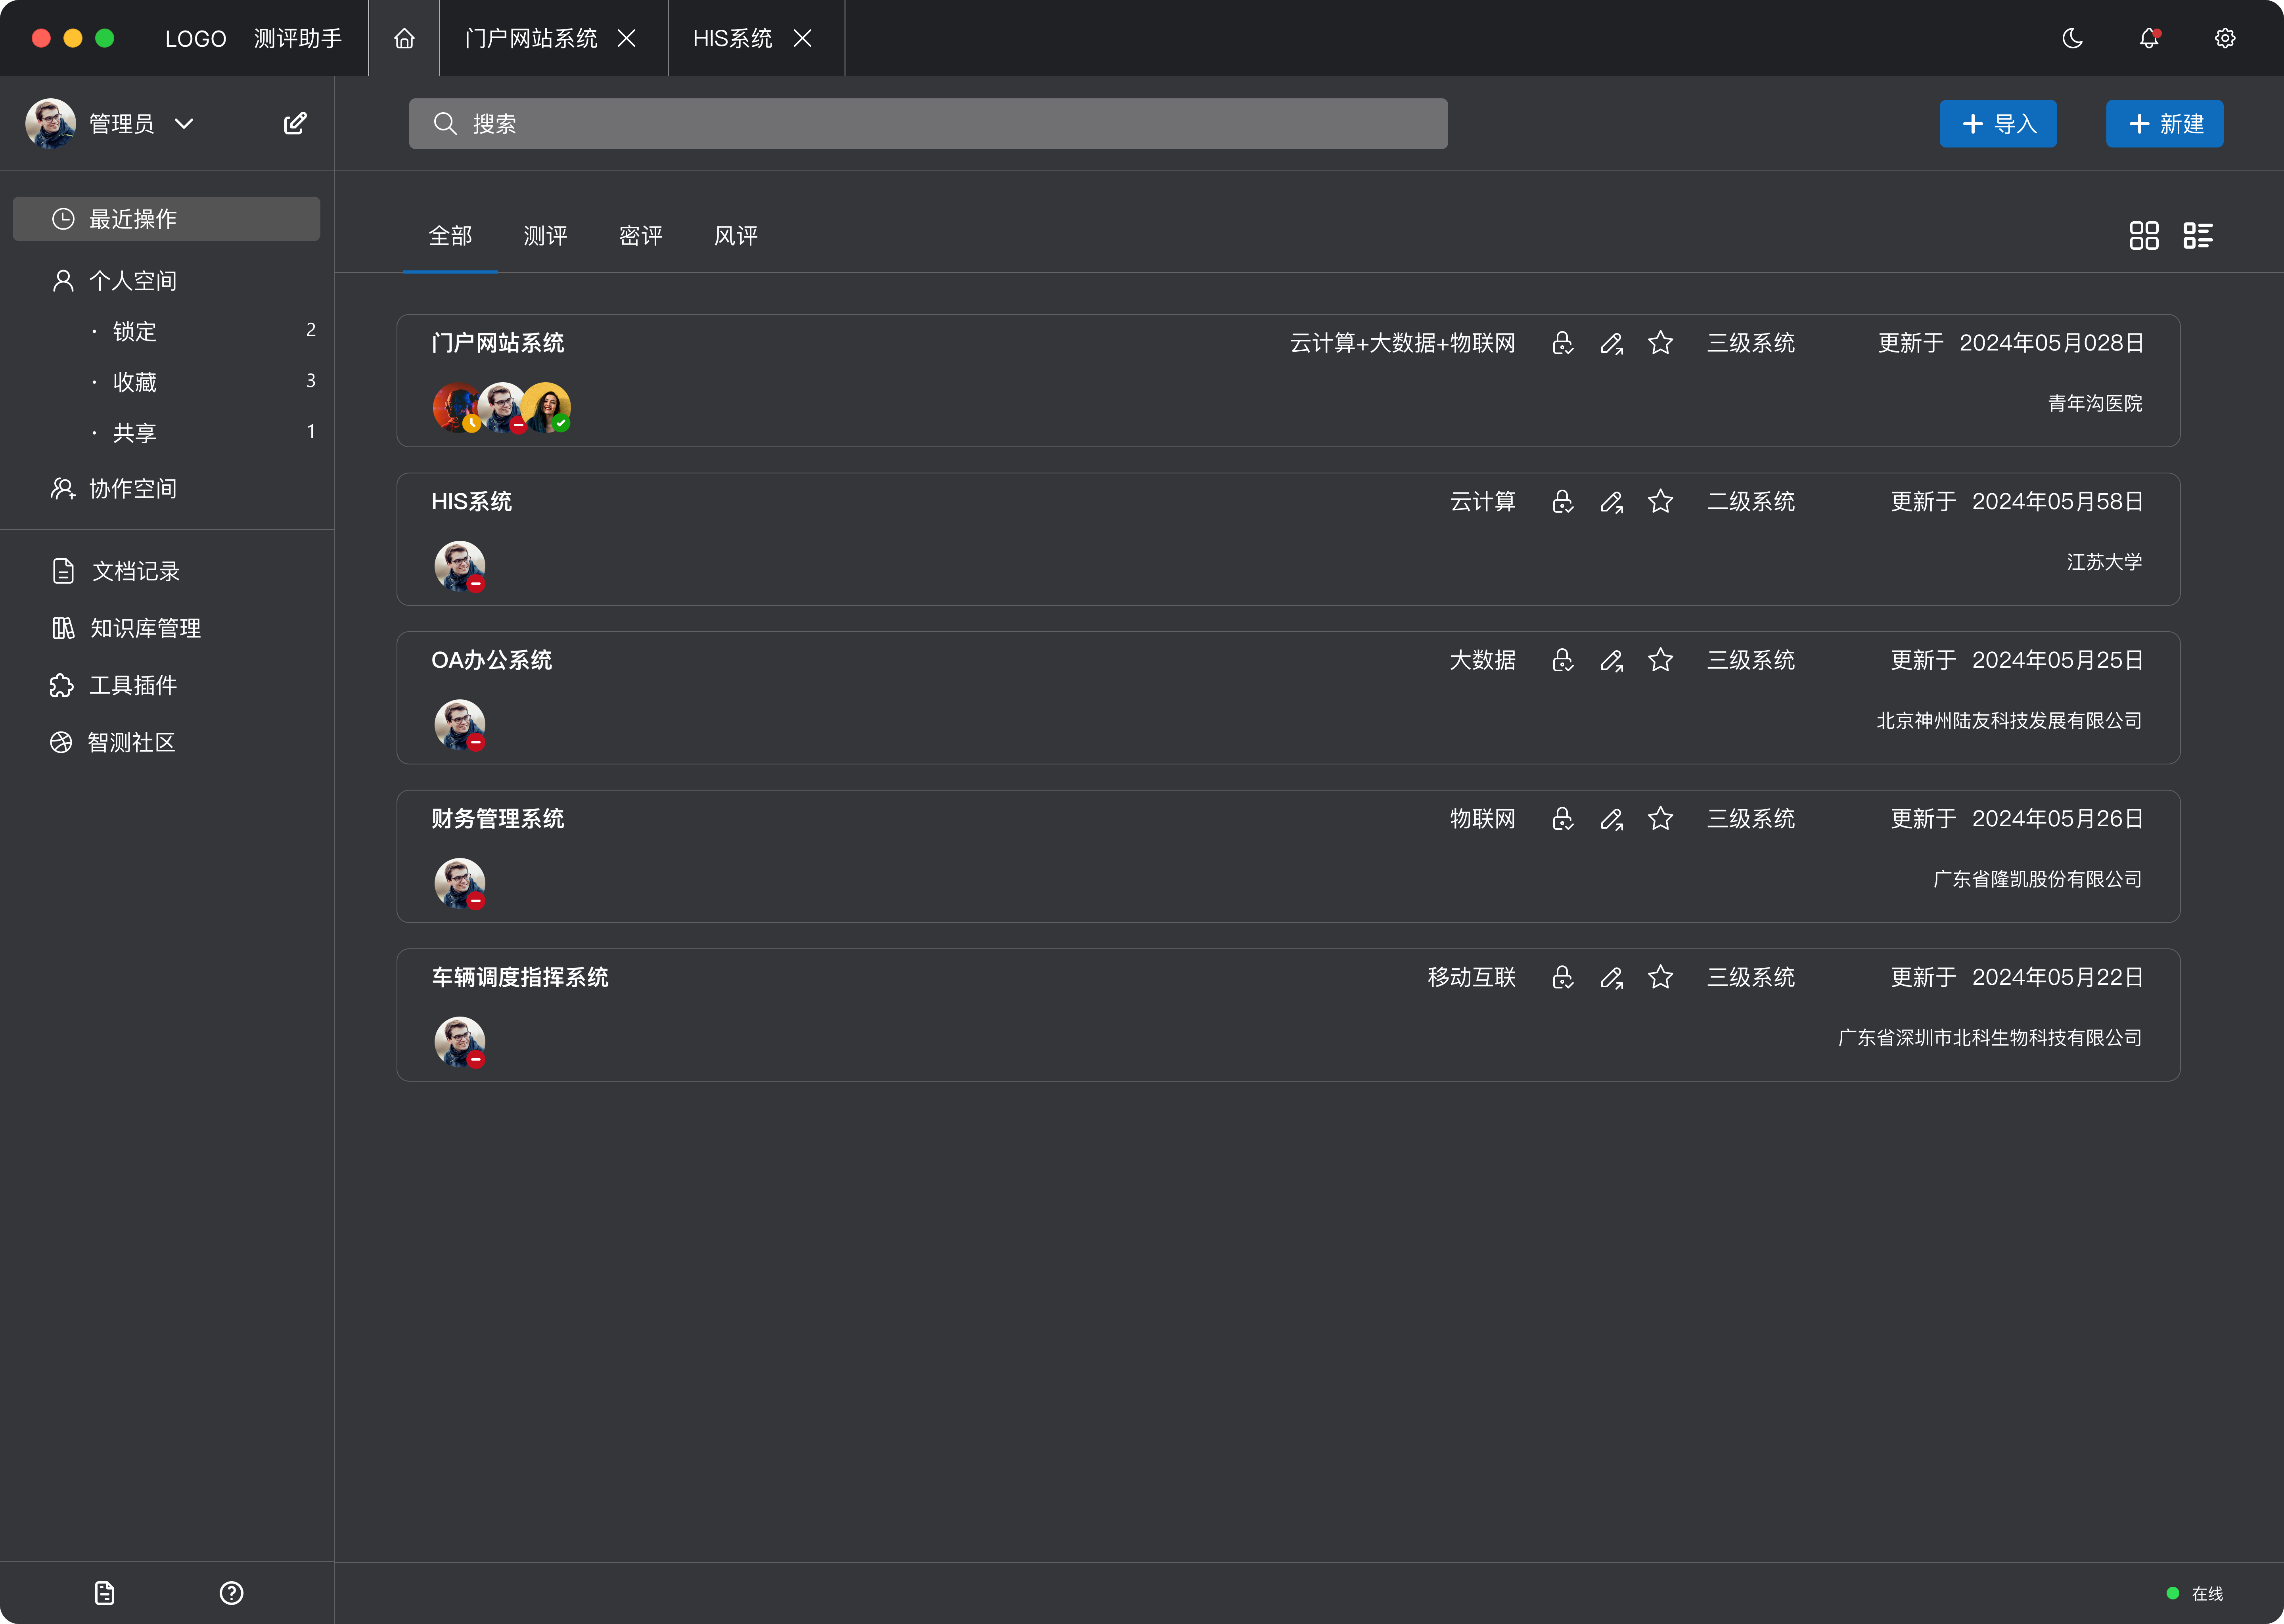 LOGO 测评助手 门户网站系统 HIS系统
管理员
搜索
导入
新建
最近操作
个人空间
· 锁定 2
· 收藏 3
· 共享 1
协作空间
文档记录
知识库管理
工具插件
智测社区
全部 测评 密评 风评
门户网站系统 云计算+大数据+物联网 三级系统 更新于 2024年05月028日
青年沟医院
HIS系统 云计算 二级系统 更新于 2024年05月58日
江苏大学
OA办公系统 大数据 三级系统 更新于 2024年05月25日
北京神州陆友科技发展有限公司
财务管理系统 物联网 三级系统 更新于 2024年05月26日
广东省隆凯股份有限公司
车辆调度指挥系统 移动互联 三级系统 更新于 2024年05月22日
广东省深圳市北科生物科技有限公司
在线